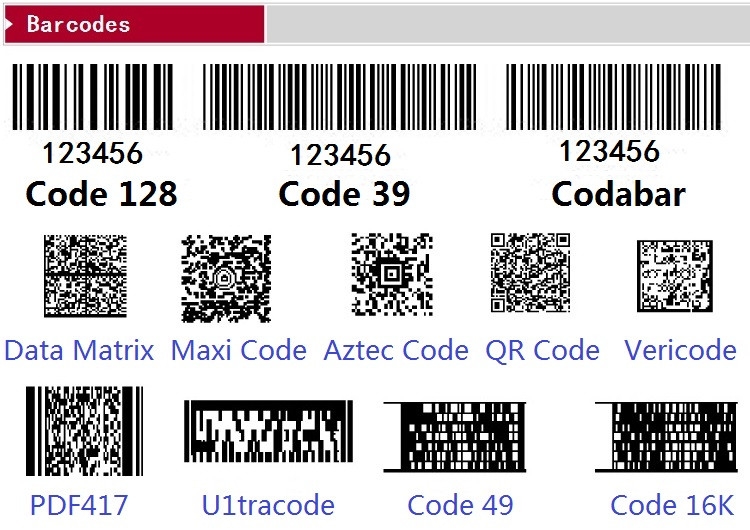 Barcodes
123456 123456 123456
Code 128 Code 39 Codabar
Data Matrix Maxi Code Aztec Code QR Code Vericode
PDF417 U1tracode Code 49 Code 16K